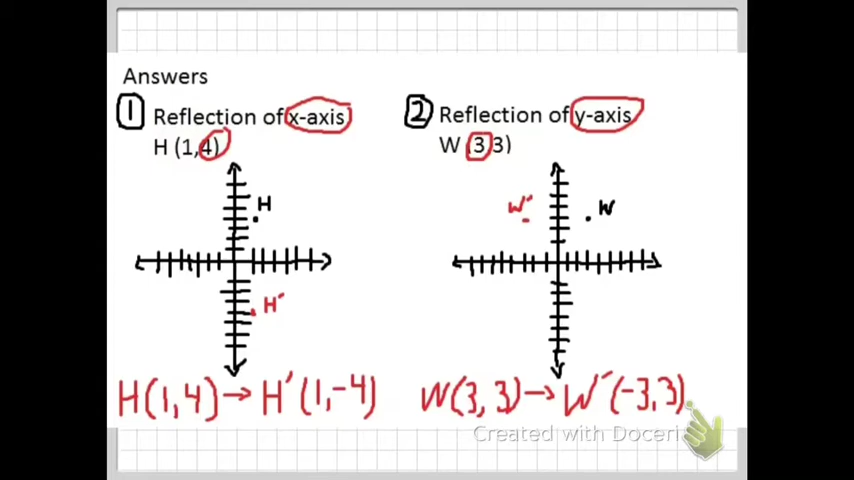 Answers
1 Reflection of x-axis
H (1,4)
H
H′
H(1,4)→H′(1,-4)
2 Reflection of y-axis
W (3,3)
W′
W
W(3,3)→W′(-3,3)
Created with Doceri